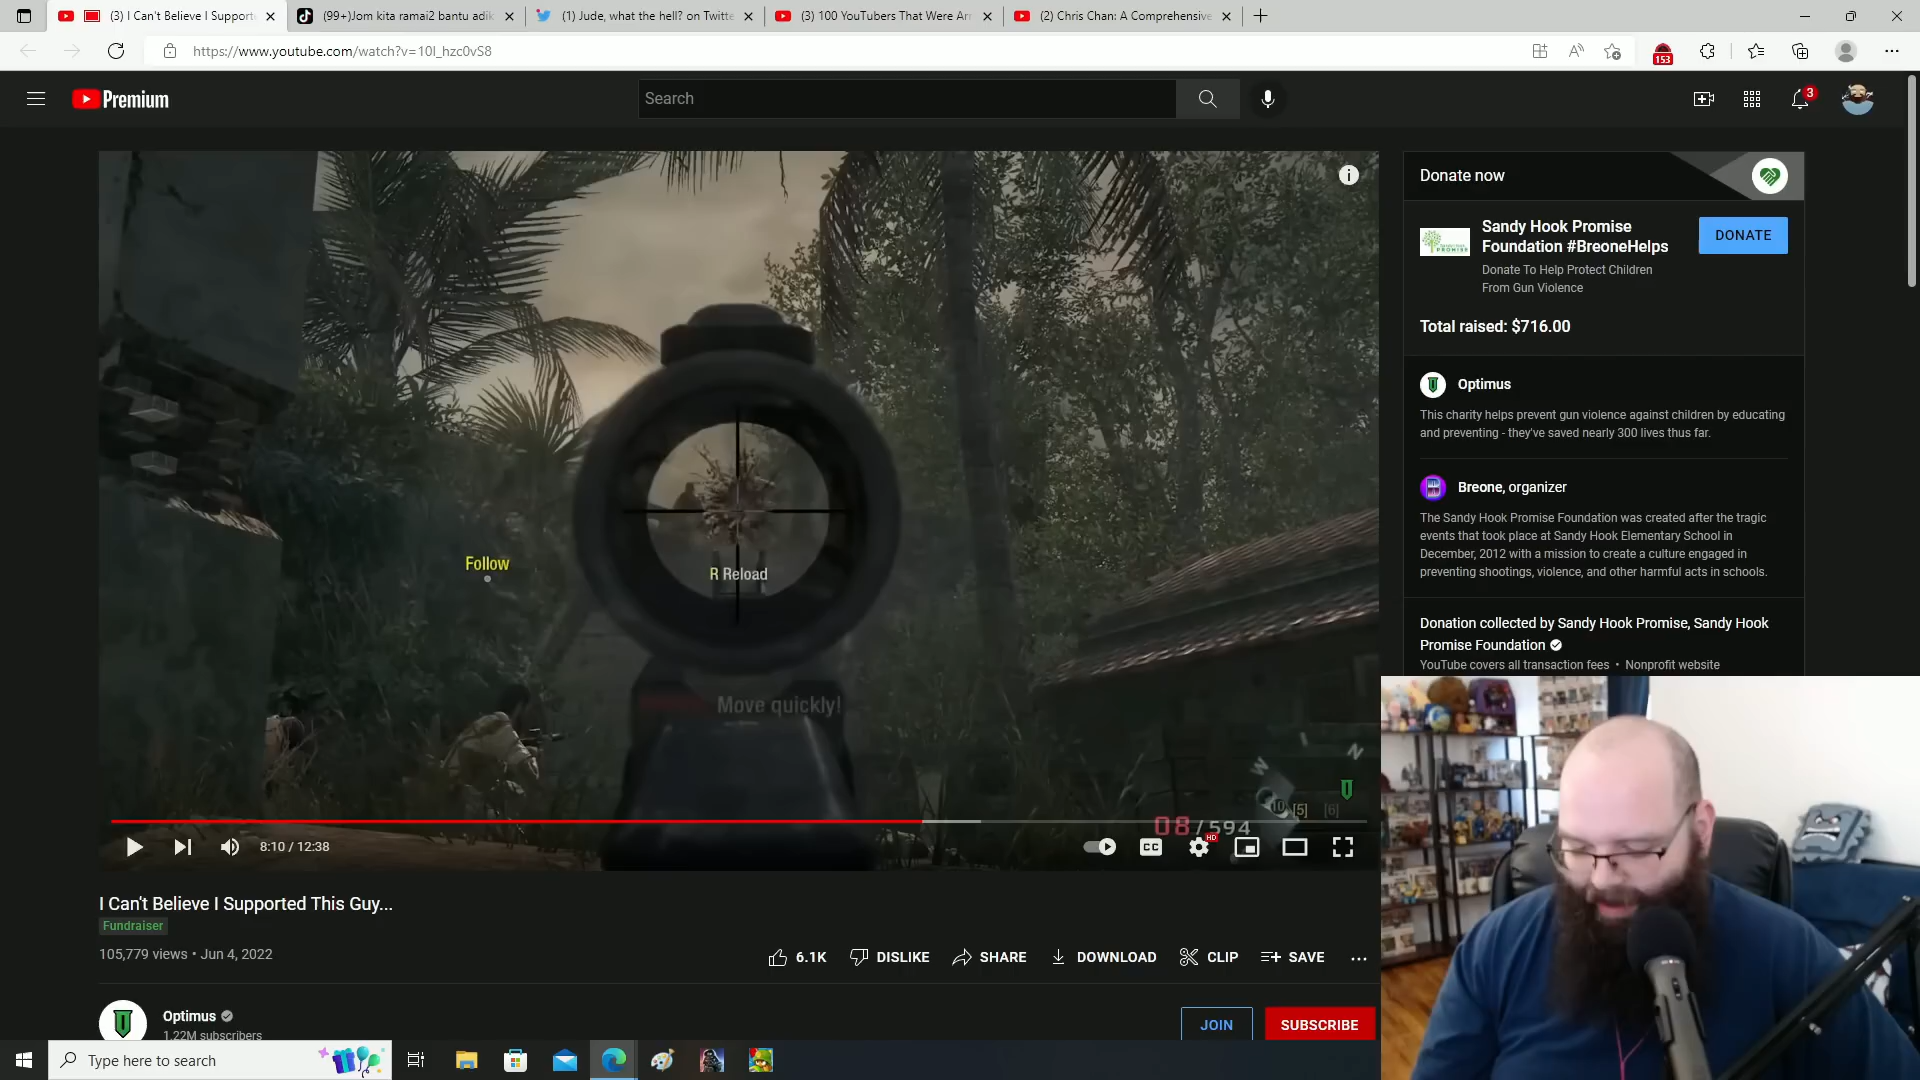 (3) I Can't Believe I Support
(99+)Jom kita ramai2 bantu adik
(1) Jude, what the hell? on Twitte
(3) 100 YouTubers That Were Arr
(2) Chris Chan: A Comprehensive
https://www.youtube.com/watch?v=10l_hzc0vS8
153
Premium
Search
3
Donate now
Sandy Hook Promise
Foundation #BreoneHelps
Donate To Help Protect Children
From Gun Violence
DONATE
Total raised: $716.00
Optimus
This charity helps prevent gun violence against children by educating
and preventing - they've saved nearly 300 lives thus far.
Breone, organizer
The Sandy Hook Promise Foundation was created after the tragic
events that took place at Sandy Hook Elementary School in
December, 2012 with a mission to create a culture engaged in
preventing shootings, violence, and other harmful acts in schools.
Donation collected by Sandy Hook Promise, Sandy Hook
Promise Foundation
YouTube covers all transaction fees • Nonprofit website
Follow
R Reload
Move quickly!
W
N
[5] [6]
08/594
8:10 / 12:38
CC
HD
I Can't Believe I Supported This Guy...
Fundraiser
105,779 views • Jun 4, 2022
6.1K
DISLIKE
SHARE
DOWNLOAD
CLIP
SAVE
Optimus
1.22M subscribers
JOIN
SUBSCRIBE
Type here to search